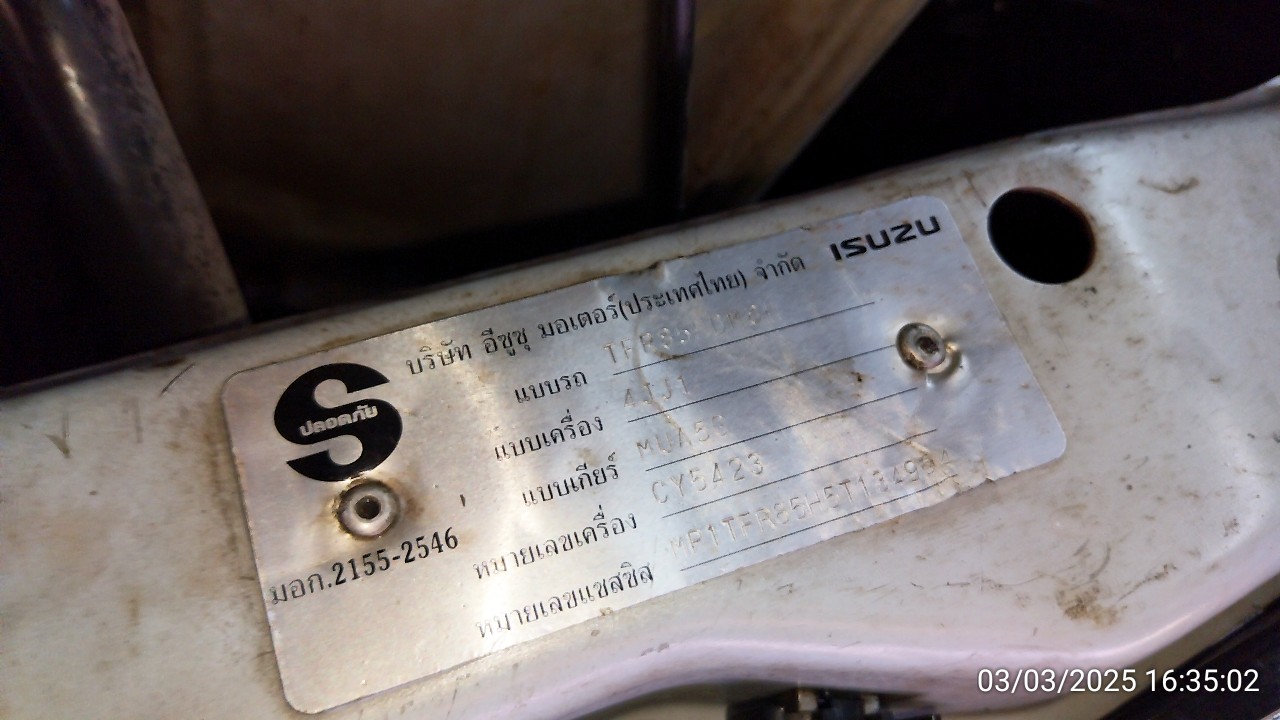 บริษัท อีซูซุ มอเตอร์(ประเทศไทย) จำกัด ISUZU
ปลอดภัย
แบบรถ
แบบเครื่อง 4JJ1
แบบเกียร์
หมายเลขเครื่อง CY5423
หมายเลขแชสซิส
มอก.2155-2546
03/03/2025 16:35:02